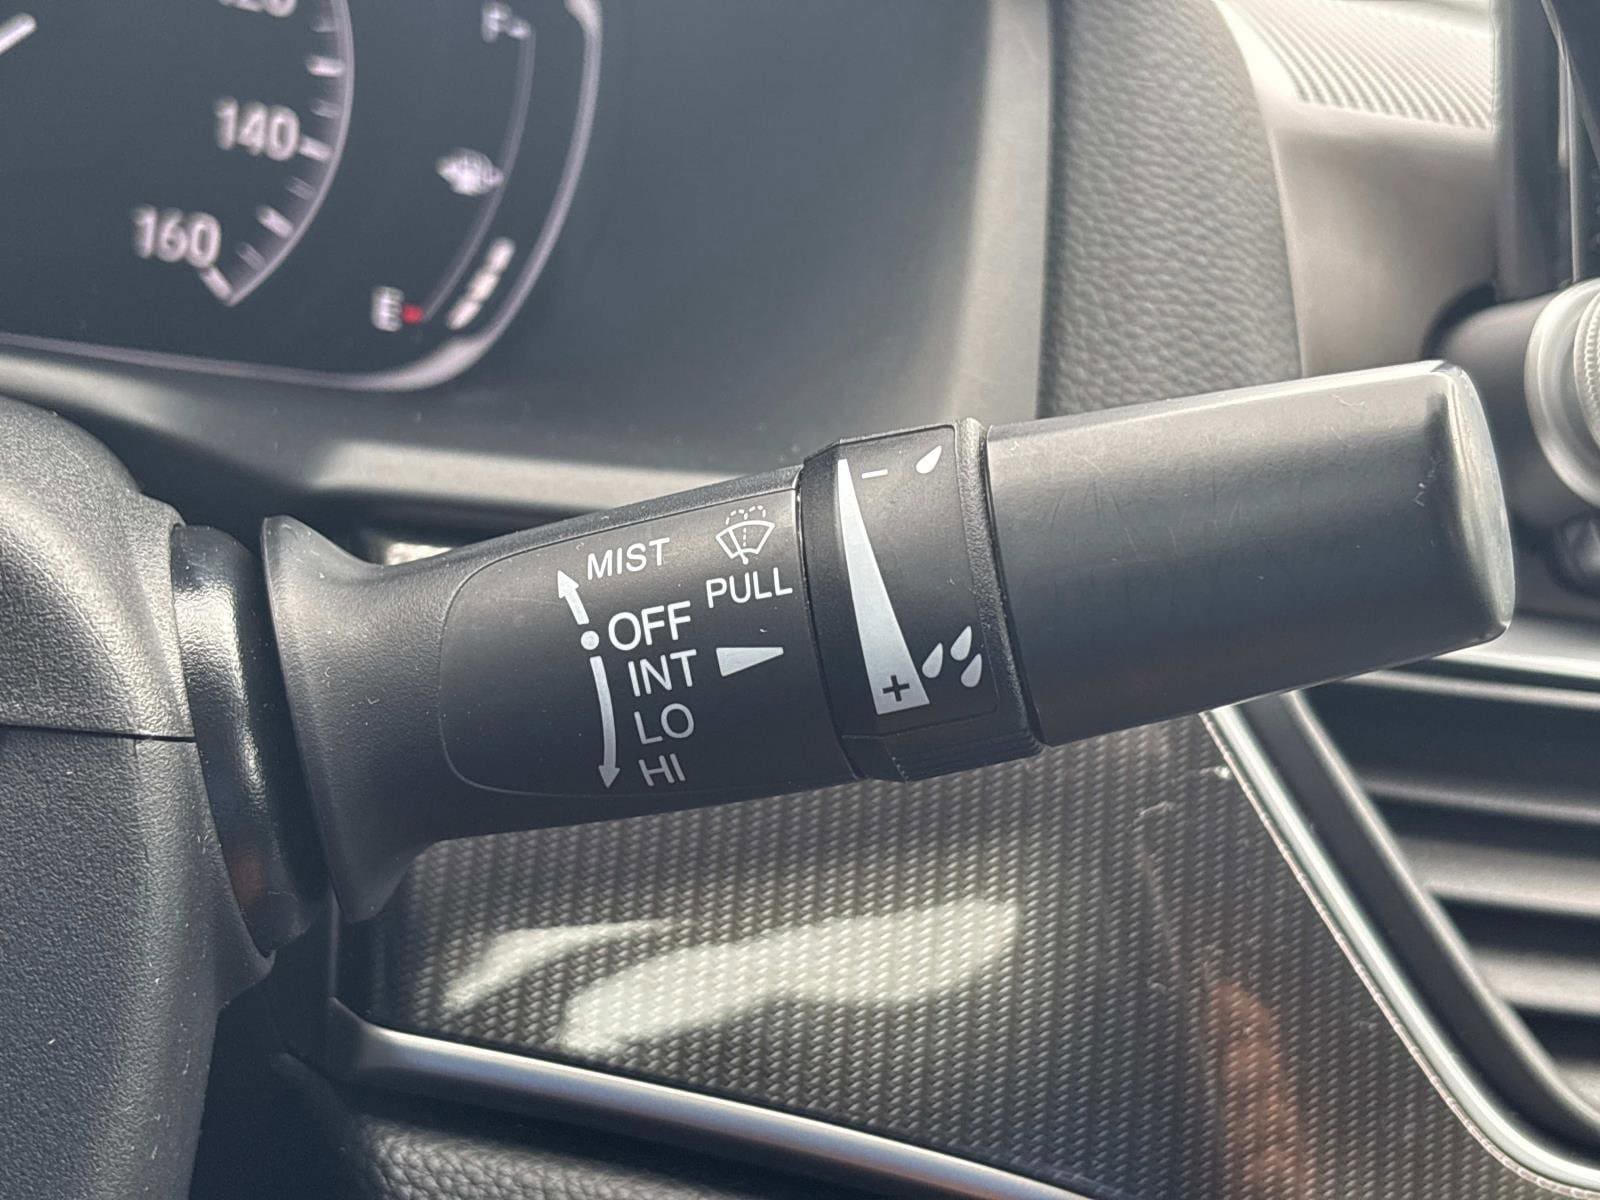 140
160
F
E
MIST
PULL
OFF
INT
LO
HI
−
+